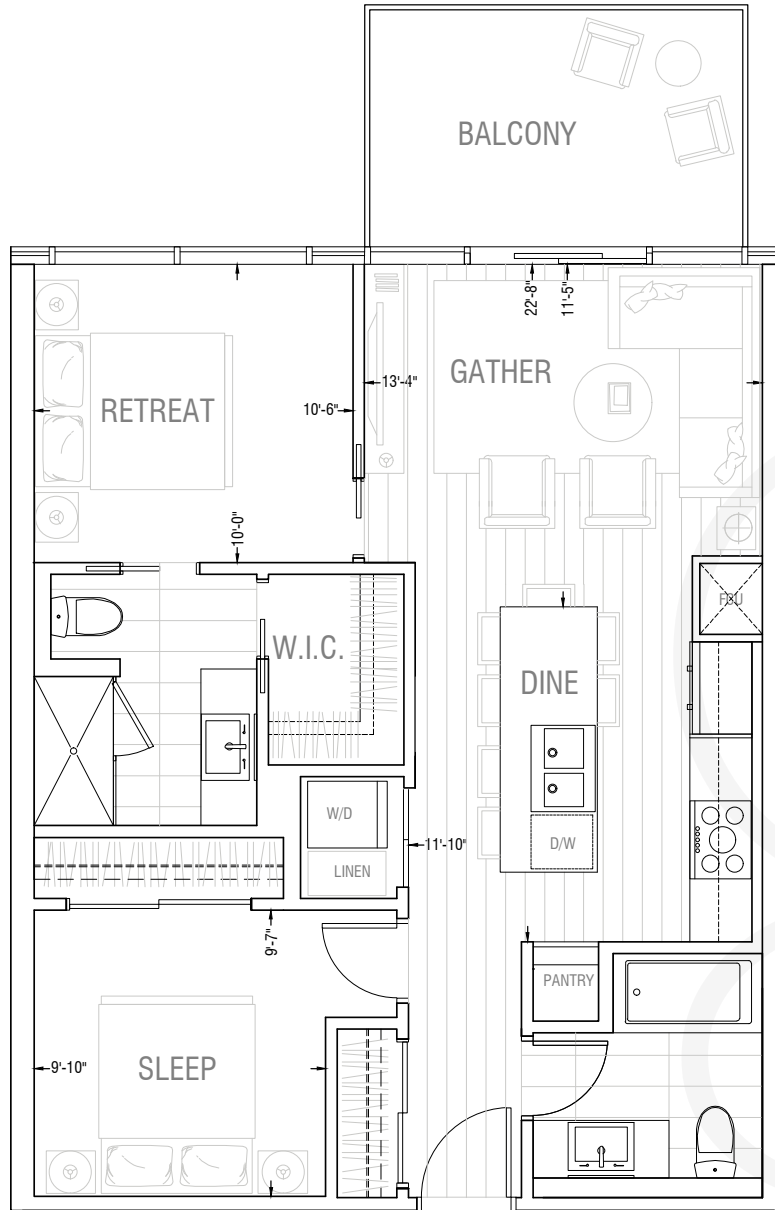 BALCONY
22'-8"
11'-5"
GATHER
13'-4"
RETREAT
10'-6"
10'-0"
FCU
W.I.C.
DINE
W/D
D/W
11'-10"
LINEN
9'-7"
PANTRY
9'-10"
SLEEP